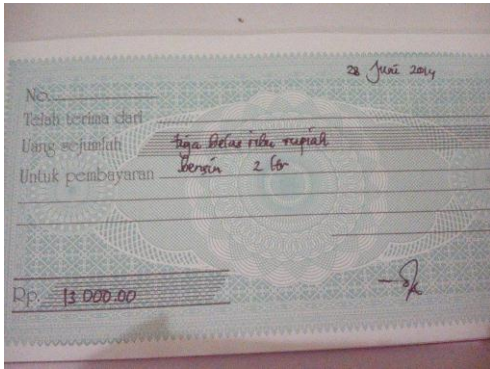 28 Juni 2014
No.
Telah terima dari
Uang sejumlah tiga belas ribu rupiah
Untuk pembayaran bensin 2 ltr
Rp. 13 000.00